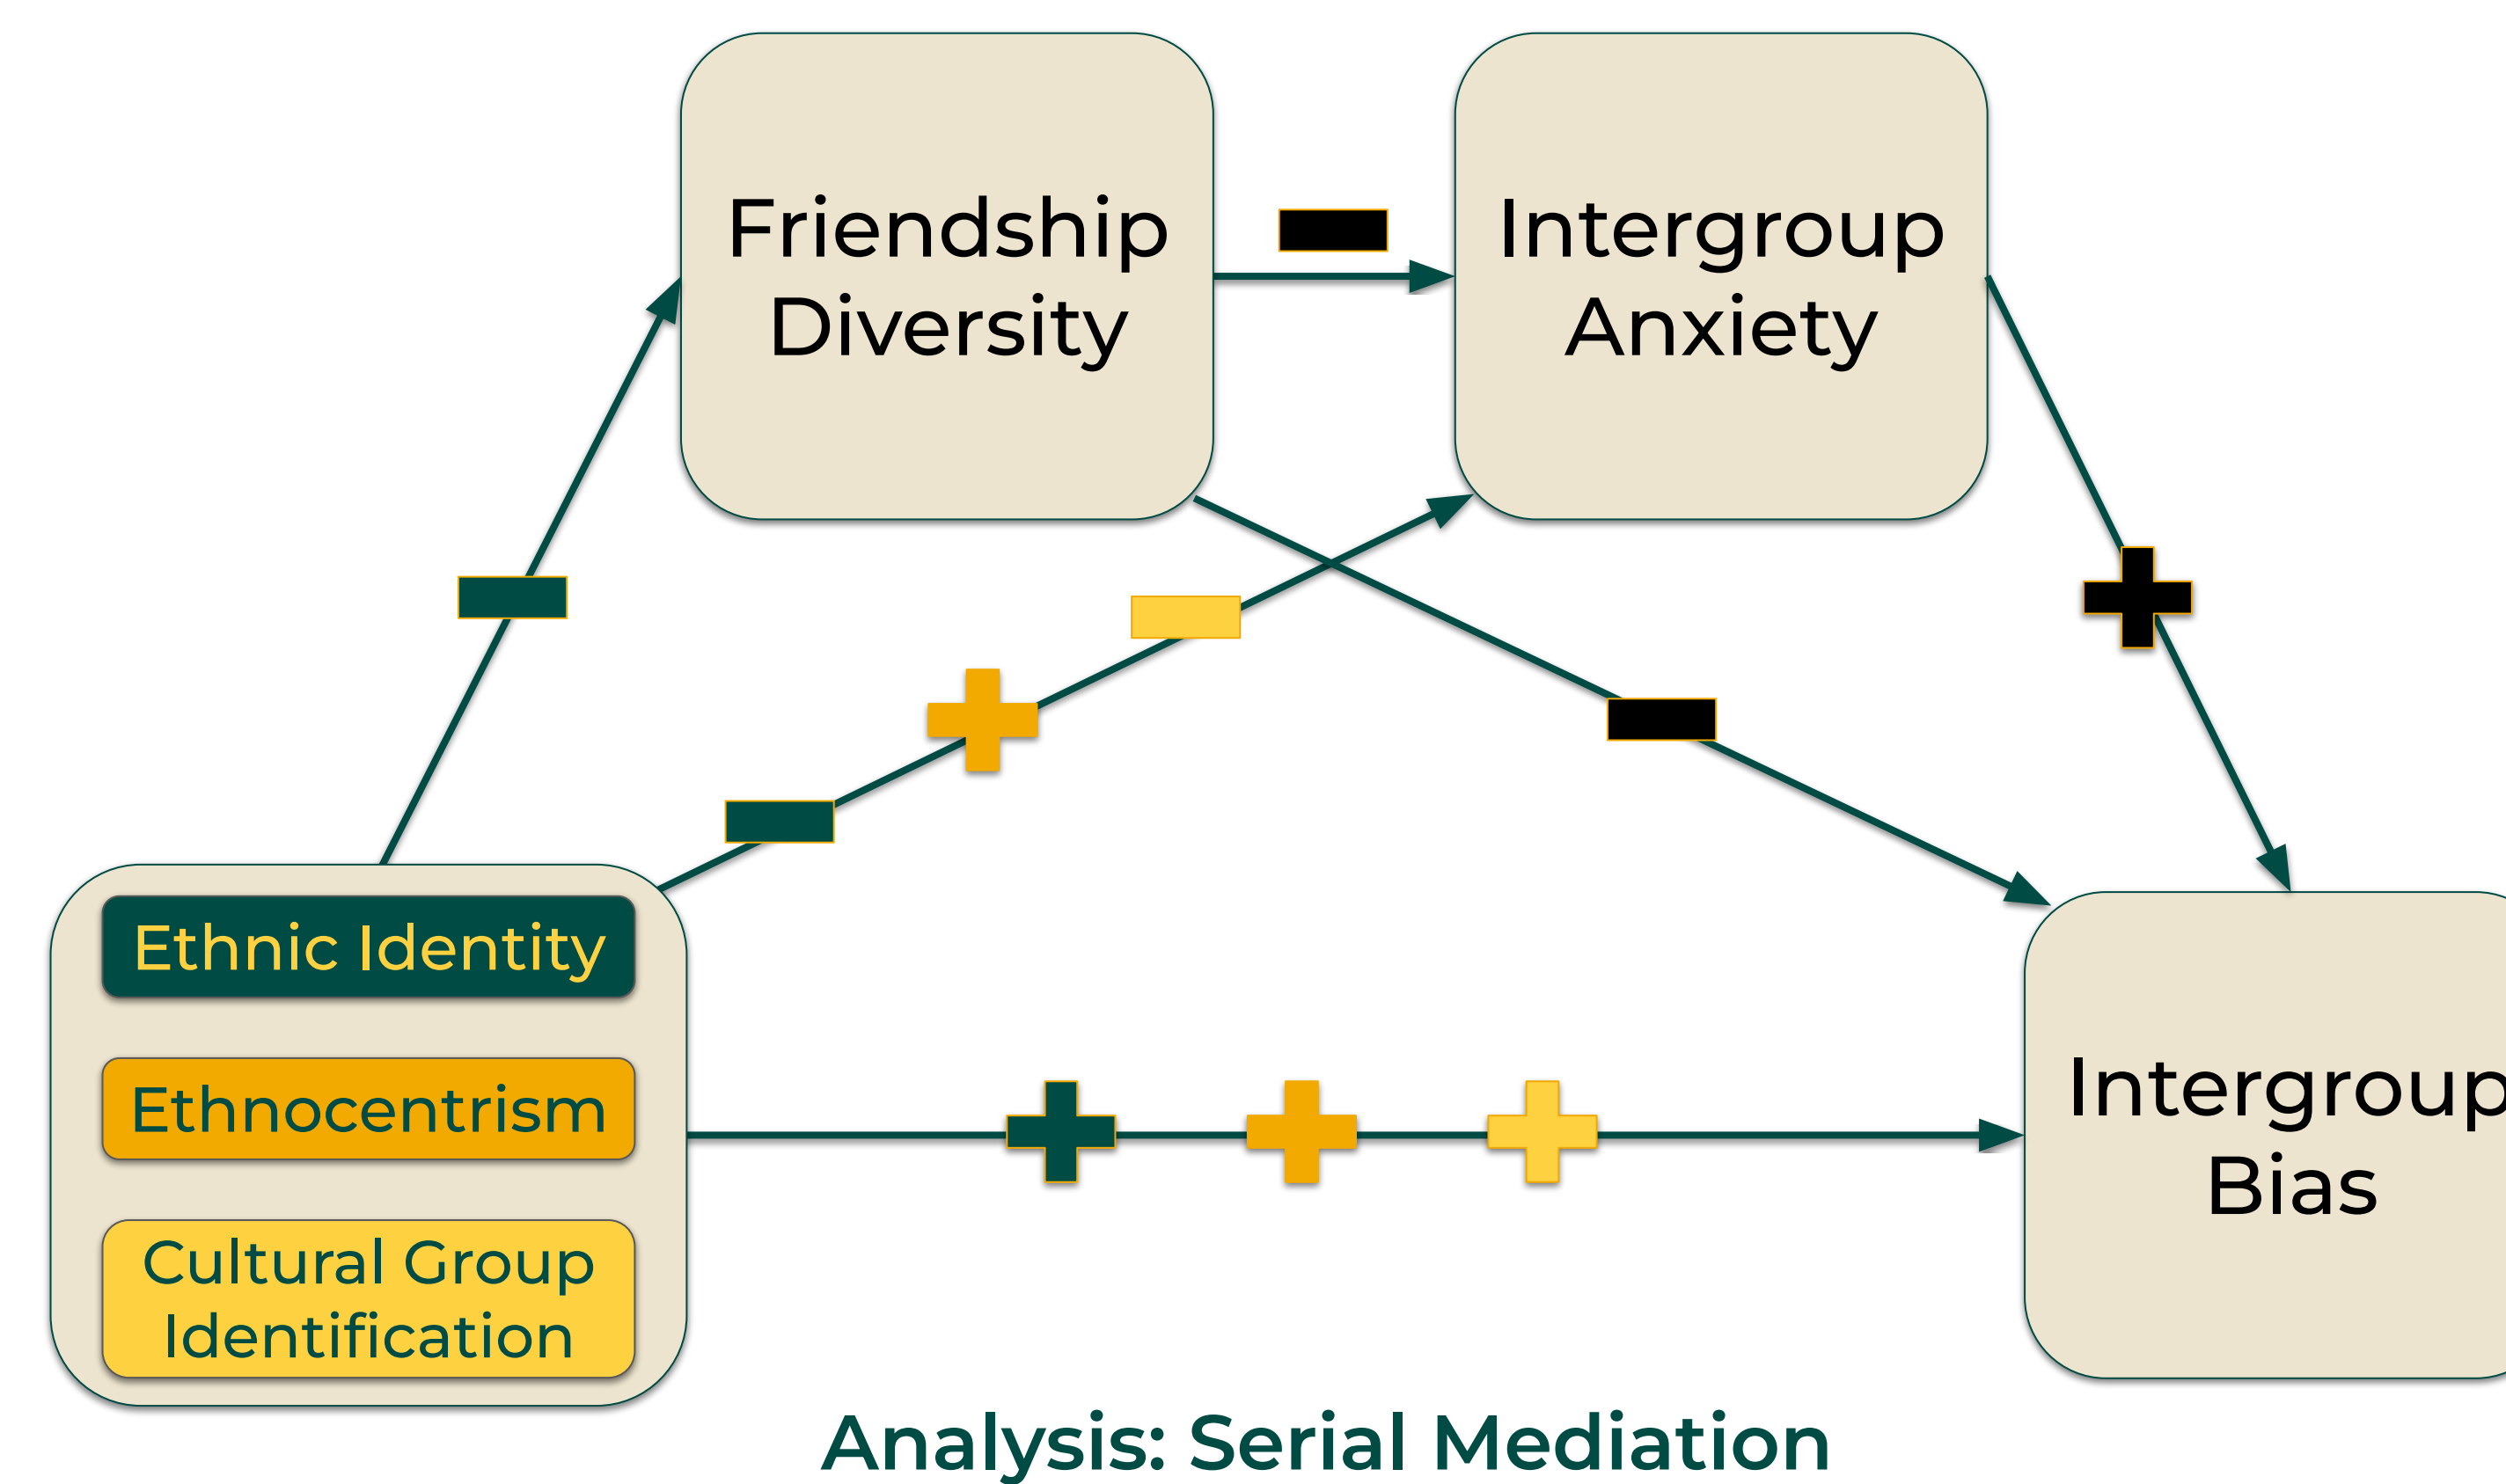 Friendship
Diversity
Intergroup
Anxiety
Ethnic Identity
Ethnocentrism
Cultural Group
Identification
Intergroup
Bias
Analysis: Serial Mediation